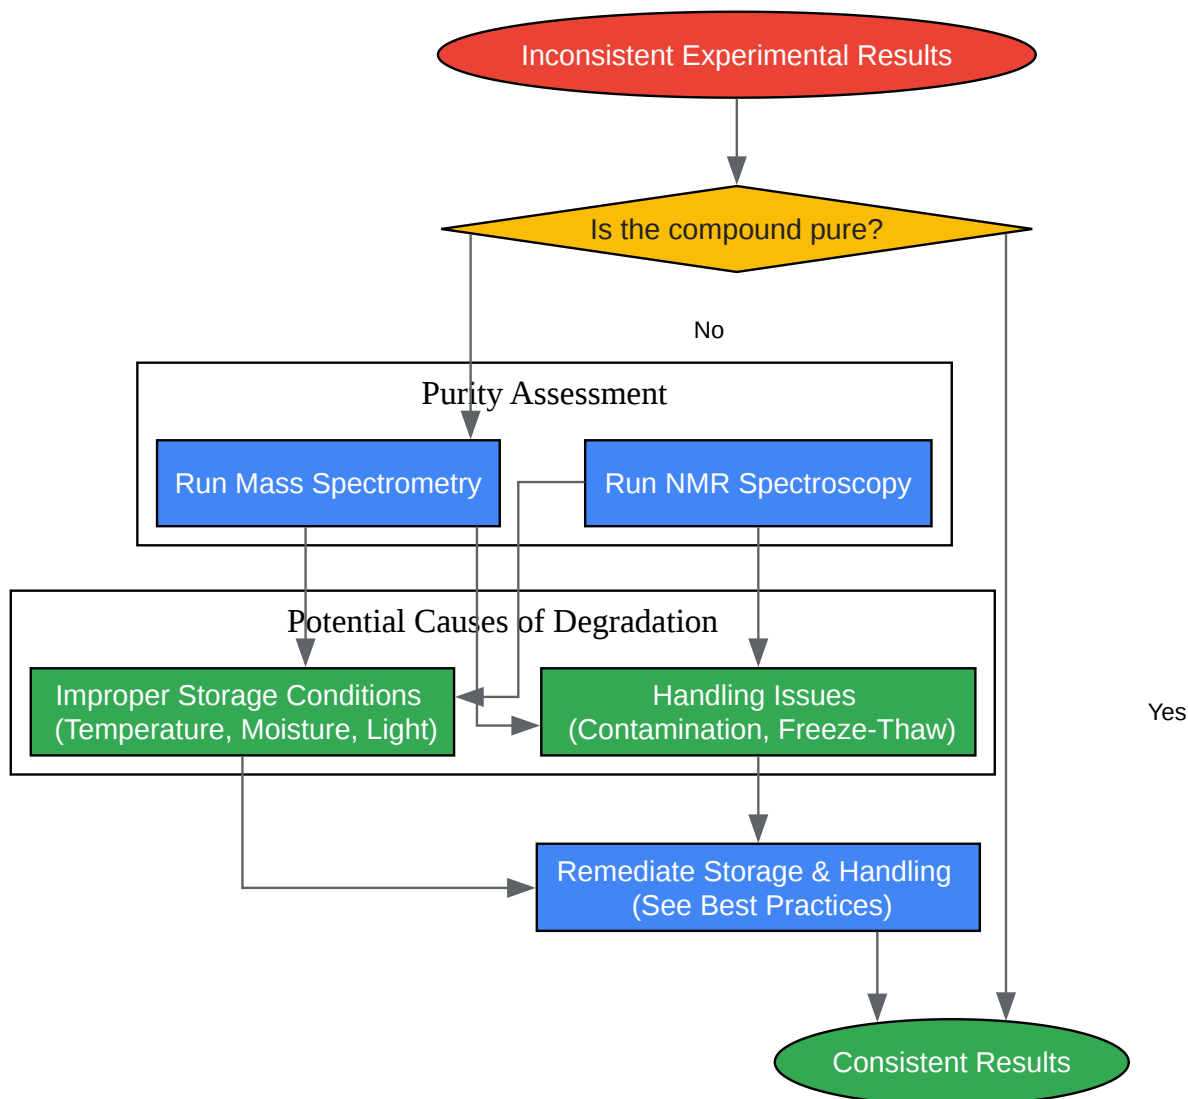 Inconsistent Experimental Results
Is the compound pure?
No
Purity Assessment
Run Mass Spectrometry
Run NMR Spectroscopy
Potential Causes of Degradation
Improper Storage Conditions
(Temperature, Moisture, Light)
Handling Issues
(Contamination, Freeze-Thaw)
Yes
Remediate Storage & Handling
(See Best Practices)
Consistent Results